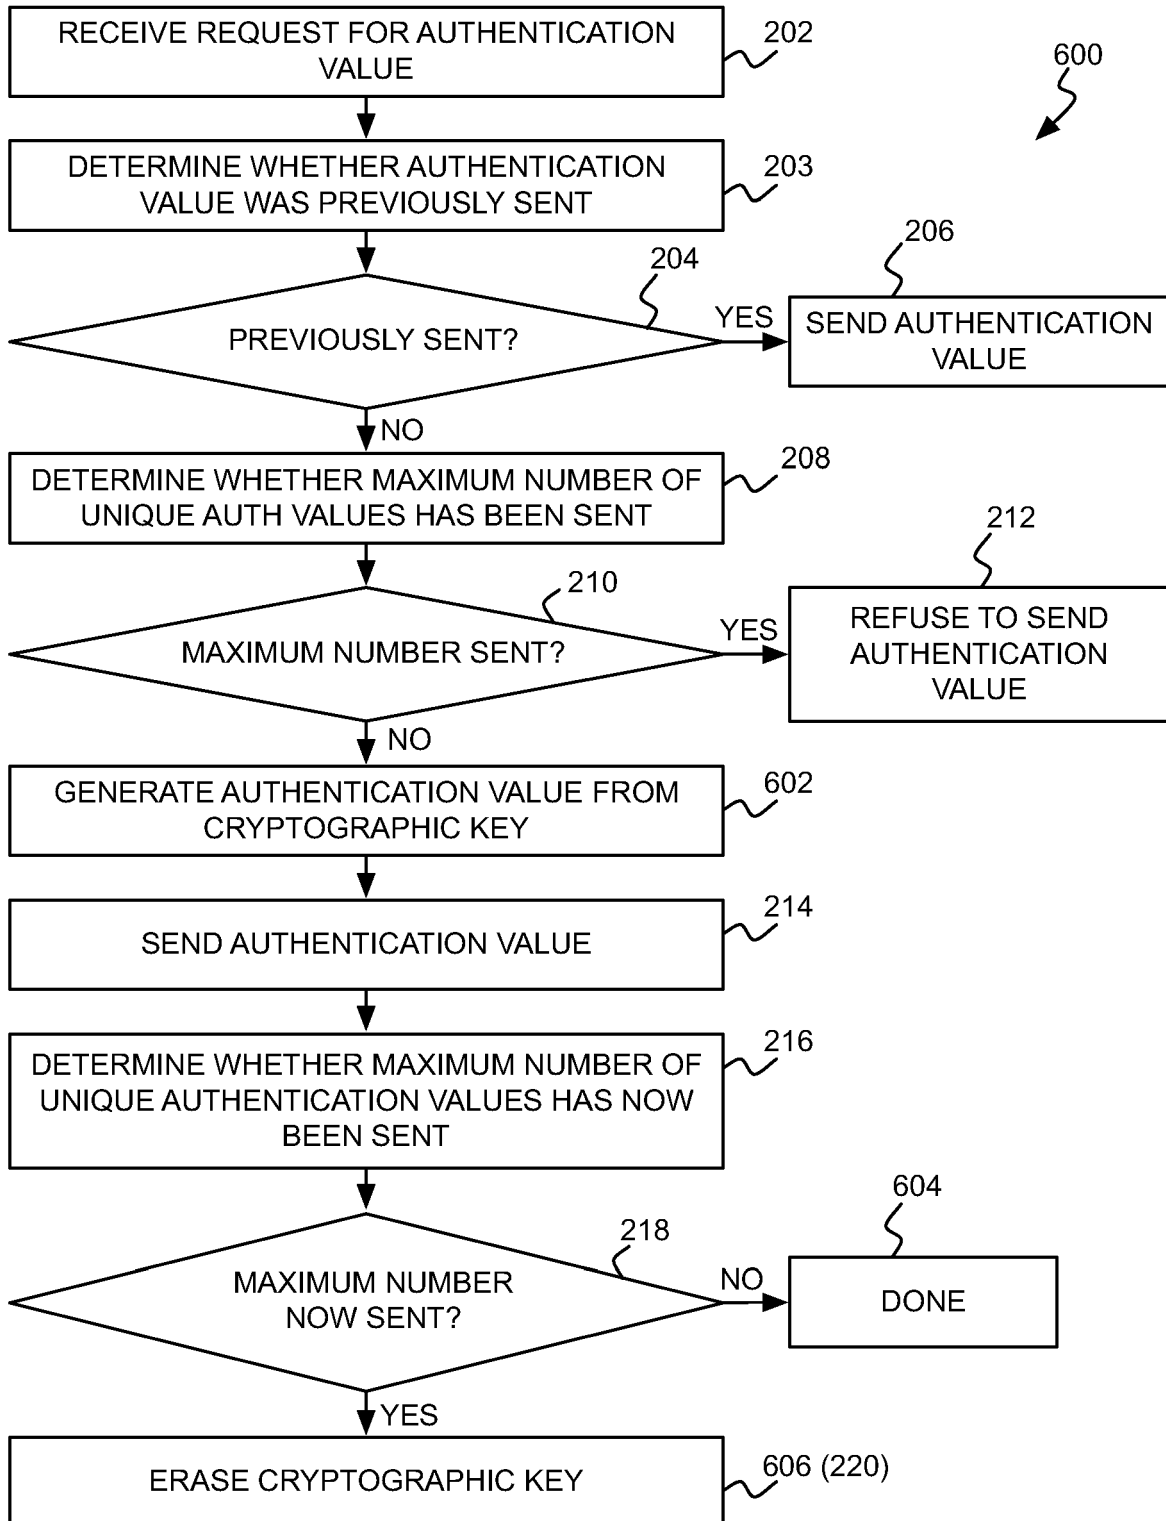 RECEIVE REQUEST FOR AUTHENTICATION
VALUE
202
600
DETERMINE WHETHER AUTHENTICATION
VALUE WAS PREVIOUSLY SENT
203
204
206
PREVIOUSLY SENT?
YES
SEND AUTHENTICATION
VALUE
NO
DETERMINE WHETHER MAXIMUM NUMBER OF
UNIQUE AUTH VALUES HAS BEEN SENT
208
210
212
MAXIMUM NUMBER SENT?
YES
REFUSE TO SEND
AUTHENTICATION
VALUE
NO
GENERATE AUTHENTICATION VALUE FROM
CRYPTOGRAPHIC KEY
602
SEND AUTHENTICATION VALUE
214
DETERMINE WHETHER MAXIMUM NUMBER OF
UNIQUE AUTHENTICATION VALUES HAS NOW
BEEN SENT
216
218
604
MAXIMUM NUMBER
NOW SENT?
NO
DONE
YES
ERASE CRYPTOGRAPHIC KEY
606 (220)